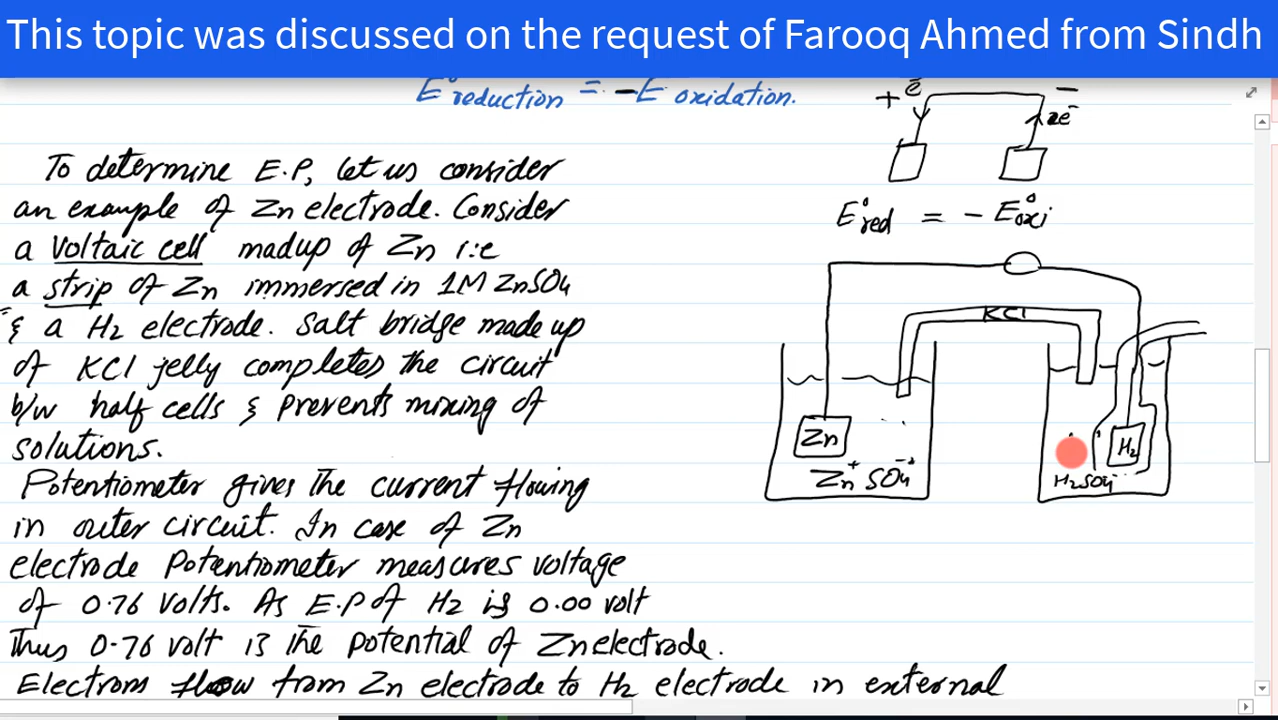 This topic was discussed on the request of Farooq Ahmed from Sindh
E°reduction = -E oxidation.
To determine E.P, let us consider
an example of Zn electrode. Consider
a voltaic cell madup of Zn i.e
a strip of Zn immersed in 1M ZnSO4
& a H2 electrode. Salt bridge made up
of KCl jelly completes the circuit
b/w half cells & prevents mixing of
solutions.
Potentiometer gives the current flowing
in outer circuit. In case of Zn
electrode Potentiometer measures voltage
of 0.76 volts. As E.P of H2 is 0.00 volt
Thus 0.76 volt is the potential of Zn electrode.
Electrons flow from Zn electrode to H2 electrode in external
+ e- -
2e-
E°red = - E°oxi
KCl
Zn
Zn+ SO4-2
H2
H2SO4